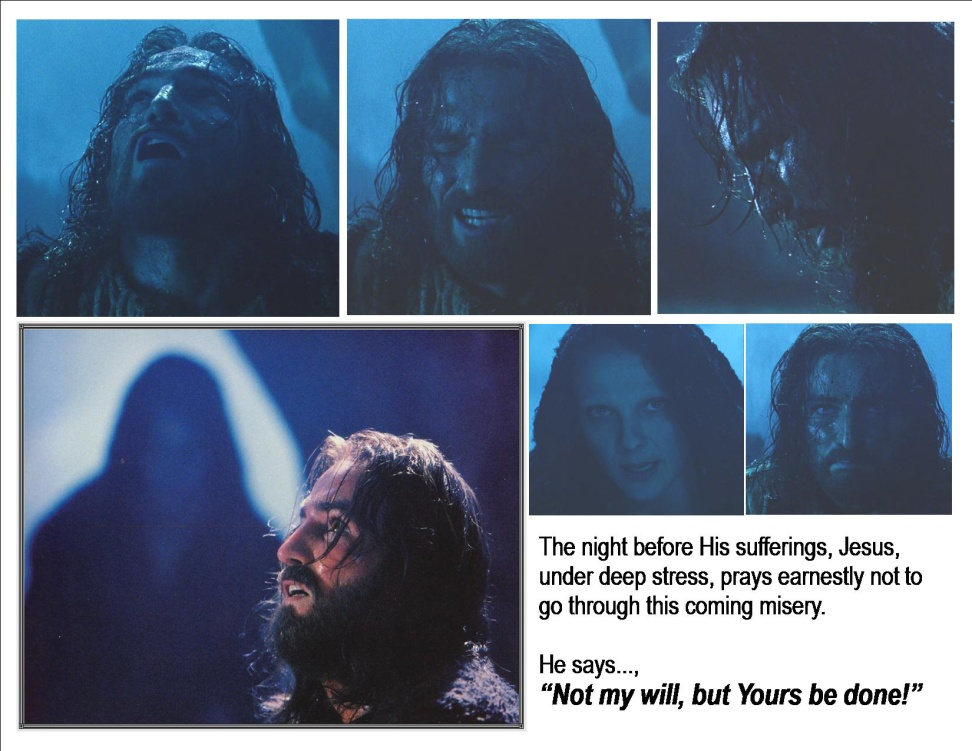 The night before His sufferings, Jesus,
under deep stress, prays earnestly not to
go through this coming misery.
He says...,
“Not my will, but Yours be done!”